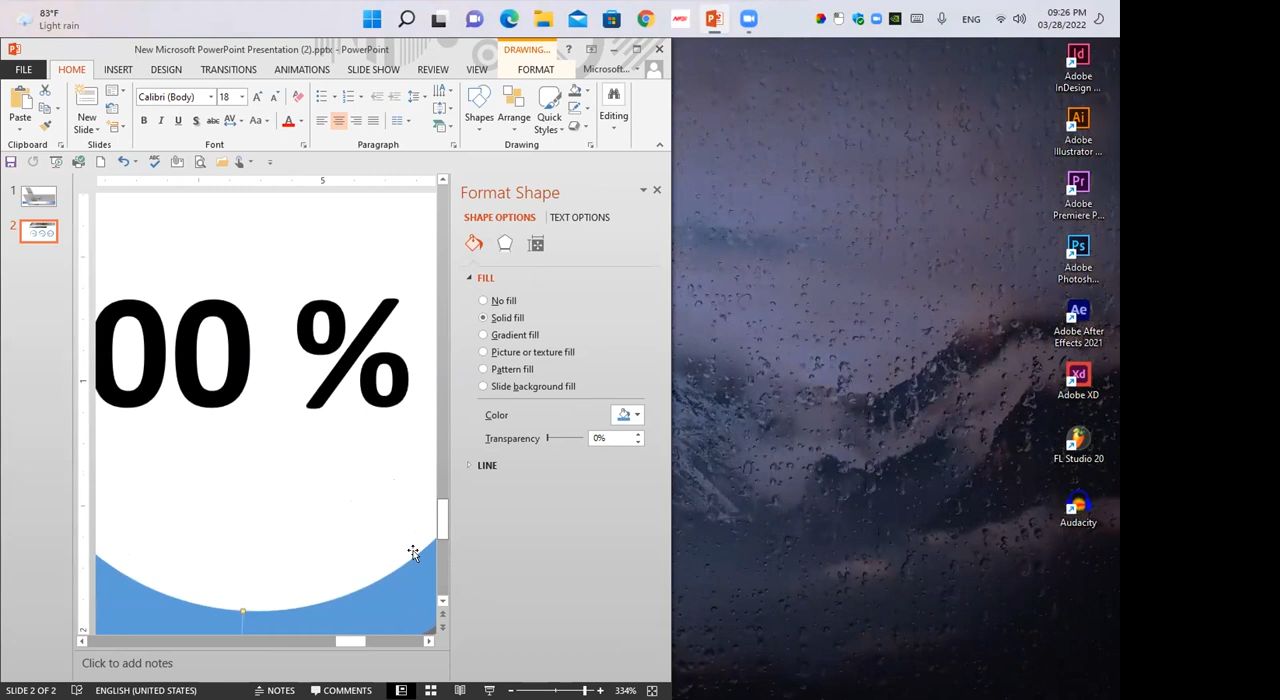 83°F
Light rain
ENG
09:26 PM
03/28/2022
New Microsoft PowerPoint Presentation (2).pptx - PowerPoint
DRAWING...
FILE
HOME
INSERT
DESIGN
TRANSITIONS
ANIMATIONS
SLIDE SHOW
REVIEW
VIEW
FORMAT
Microsoft...
Paste
New
Slide
Calibri (Body)
18
Shapes
Arrange
Quick
Styles
Editing
Clipboard
Slides
Font
Paragraph
Drawing
1
2
5
00 %
1
2
Format Shape
SHAPE OPTIONS
TEXT OPTIONS
FILL
No fill
Solid fill
Gradient fill
Picture or texture fill
Pattern fill
Slide background fill
Color
Transparency
0%
LINE
Click to add notes
SLIDE 2 OF 2
ENGLISH (UNITED STATES)
NOTES
COMMENTS
334%
Adobe
InDesign ...
Adobe
Illustrator ...
Adobe
Premiere P...
Adobe
Photosh...
Adobe After
Effects 2021
Adobe XD
FL Studio 20
Audacity